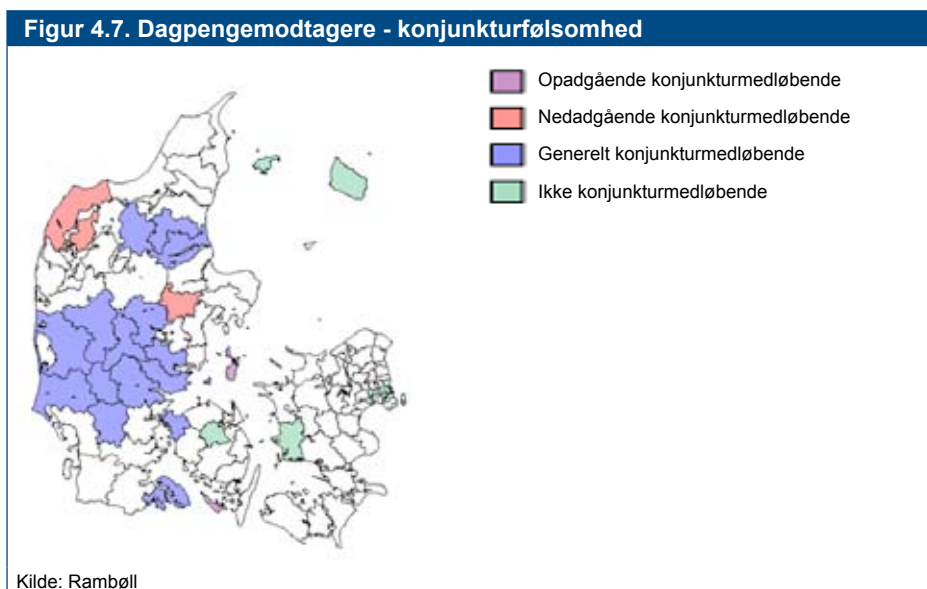 Figur 4.7. Dagpengemodtagere - konjunkturfølsomhed
Opadgående konjunkturmedløbende
Nedadgående konjunkturmedløbende
Generelt konjunkturmedløbende
Ikke konjunkturmedløbende
Kilde: Rambøll